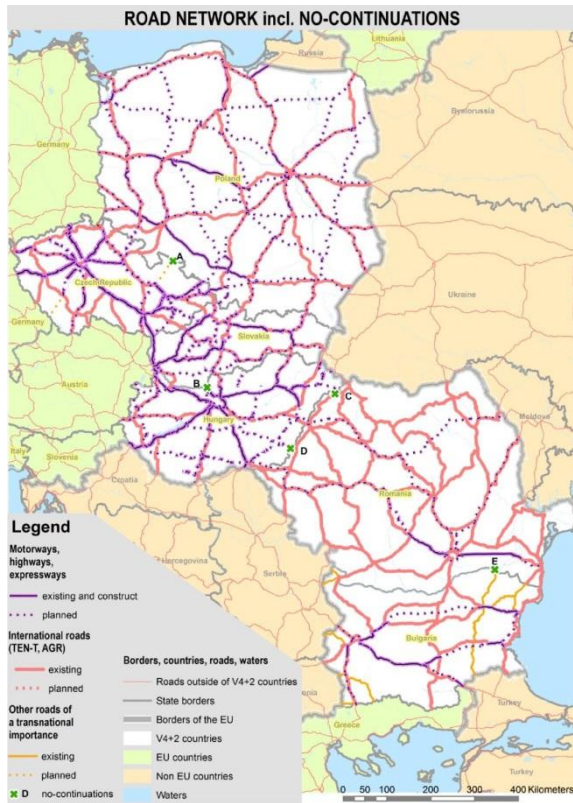 ROAD NETWORK incl. NO-CONTINUATIONS
Lithuania
Russia
Byelorussia
Germany
Poland
A
Czech Republic
Ukraine
Germany
Slovakia
Austria
B
C
Moldova
Hungary
Italy
Slovenia
D
Croatia
Romania
Legend
Motorways,
highways,
expressways
existing and construct
planned
International roads
(TEN-T, AGR)
existing
planned
Other roads of
a transnational
importance
existing
planned
D no-continuations
Herzegovina
Serbia
E
Bulgaria
Borders, countries, roads, waters
Roads outside of V4+2 countries
State borders
Borders of the EU
V4+2 countries
EU countries
Non EU countries
Waters
Turkey
Greece
Turkey
0 50 100 200 300 400 Kilometers